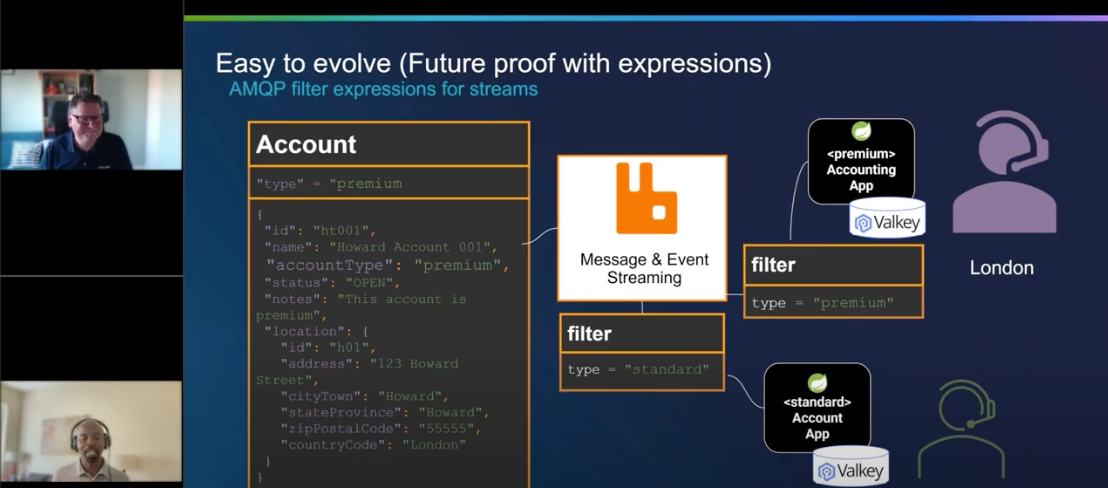 Easy to evolve (Future proof with expressions)
AMQP filter expressions for streams
Account
"type" = "premium
{
"id": "ht001",
"name": "Howard Account 001",
"accountType": "premium",
"status": "OPEN",
"notes": "This account is
premium",
"location": {
"id": "h01",
"address": "123 Howard
Street",
"cityTown": "Howard",
"stateProvince": "Howard",
"zipPostalCode": "55555",
"countryCode": "London"
}
}
Message & Event
Streaming
filter
type = "standard"
<premium>
Accounting
App
Valkey
filter
type = "premium"
London
<standard>
Account
App
Valkey